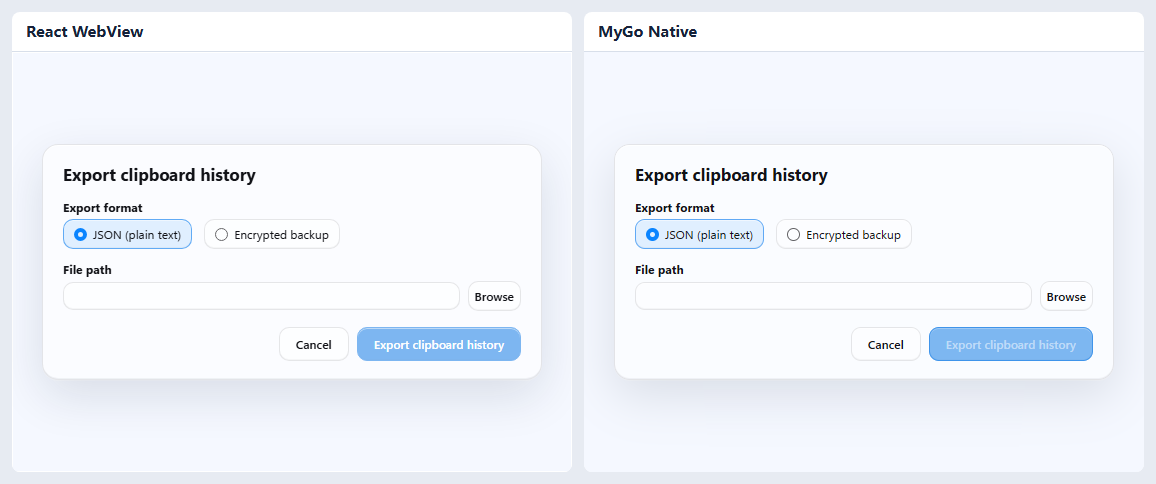 React WebView
Export clipboard history
Export format
JSON (plain text) Encrypted backup
File path
Browse
Cancel Export clipboard history
MyGo Native
Export clipboard history
Export format
JSON (plain text) Encrypted backup
File path
Browse
Cancel Export clipboard history